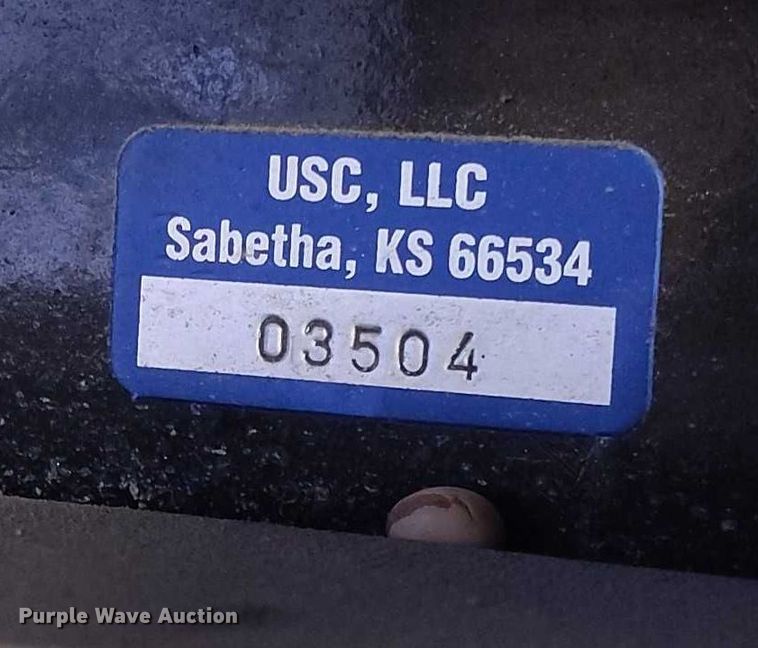 USC, LLC
Sabetha, KS 66534
03504
Purple Wave Auction